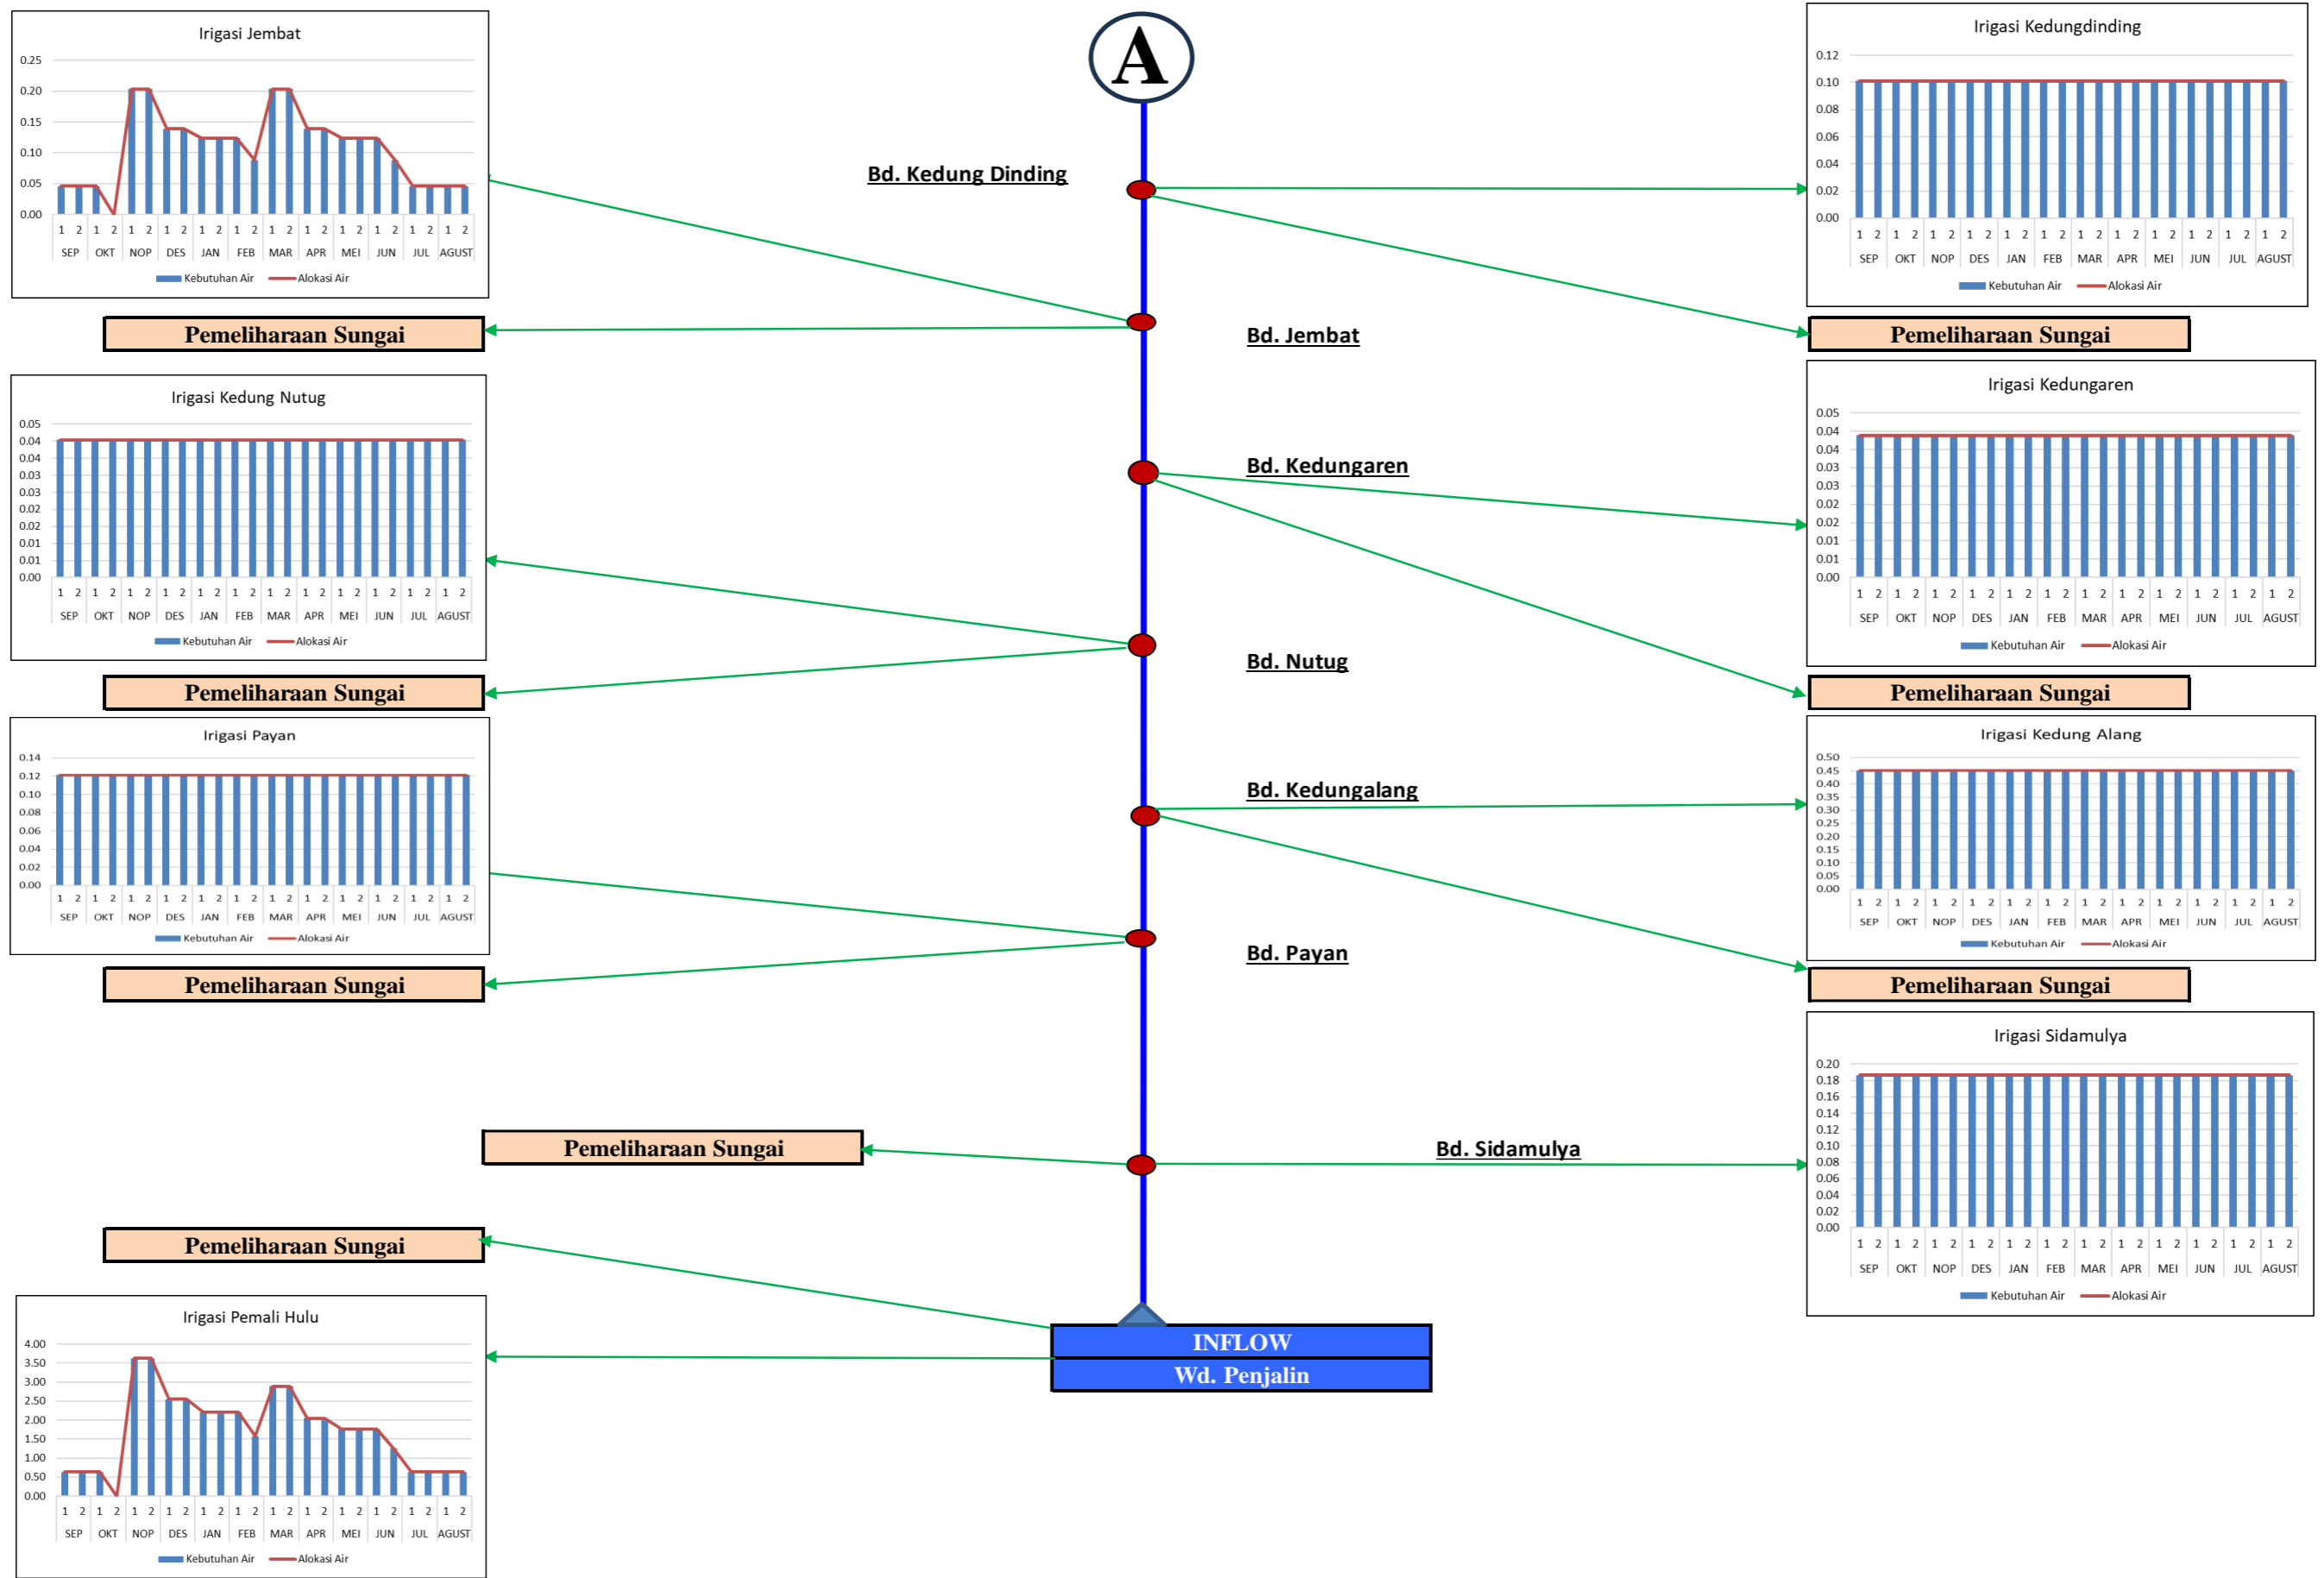 A
Irigasi Jembat
0.25
0.20
0.15
0.10
0.05
0.00
1 2 1 2 1 2 1 2 1 2 1 2 1 2 1 2 1 2 1 2 1 2 1 2
SEP OKT NOP DES JAN FEB MAR APR MEI JUN JUL AGUST
Kebutuhan Air Alokasi Air
Pemeliharaan Sungai
Bd. Kedung Dinding
Irigasi Kedungdinding
0.12
0.10
0.08
0.06
0.04
0.02
0.00
1 2 1 2 1 2 1 2 1 2 1 2 1 2 1 2 1 2 1 2 1 2 1 2
SEP OKT NOP DES JAN FEB MAR APR MEI JUN JUL AGUST
Kebutuhan Air Alokasi Air
Pemeliharaan Sungai
Bd. Jembat
Irigasi Kedung Nutug
0.05
0.04
0.04
0.03
0.03
0.02
0.02
0.01
0.01
0.00
1 2 1 2 1 2 1 2 1 2 1 2 1 2 1 2 1 2 1 2 1 2 1 2
SEP OKT NOP DES JAN FEB MAR APR MEI JUN JUL AGUST
Kebutuhan Air Alokasi Air
Pemeliharaan Sungai
Bd. Kedungaren
Irigasi Kedungaren
0.05
0.04
0.04
0.03
0.03
0.02
0.02
0.01
0.01
0.00
1 2 1 2 1 2 1 2 1 2 1 2 1 2 1 2 1 2 1 2 1 2 1 2
SEP OKT NOP DES JAN FEB MAR APR MEI JUN JUL AGUST
Kebutuhan Air Alokasi Air
Pemeliharaan Sungai
Bd. Nutug
Irigasi Payan
0.14
0.12
0.10
0.08
0.06
0.04
0.02
0.00
1 2 1 2 1 2 1 2 1 2 1 2 1 2 1 2 1 2 1 2 1 2 1 2
SEP OKT NOP DES JAN FEB MAR APR MEI JUN JUL AGUST
Kebutuhan Air Alokasi Air
Pemeliharaan Sungai
Bd. Kedungalang
Irigasi Kedung Alang
0.50
0.45
0.40
0.35
0.30
0.25
0.20
0.15
0.10
0.05
0.00
1 2 1 2 1 2 1 2 1 2 1 2 1 2 1 2 1 2 1 2 1 2 1 2
SEP OKT NOP DES JAN FEB MAR APR MEI JUN JUL AGUST
Kebutuhan Air Alokasi Air
Pemeliharaan Sungai
Bd. Payan
Pemeliharaan Sungai
Bd. Sidamulya
Irigasi Sidamulya
0.20
0.18
0.16
0.14
0.12
0.10
0.08
0.06
0.04
0.02
0.00
1 2 1 2 1 2 1 2 1 2 1 2 1 2 1 2 1 2 1 2 1 2 1 2
SEP OKT NOP DES JAN FEB MAR APR MEI JUN JUL AGUST
Kebutuhan Air Alokasi Air
Pemeliharaan Sungai
Irigasi Pemali Hulu
4.00
3.50
3.00
2.50
2.00
1.50
1.00
0.50
0.00
1 2 1 2 1 2 1 2 1 2 1 2 1 2 1 2 1 2 1 2 1 2 1 2
SEP OKT NOP DES JAN FEB MAR APR MEI JUN JUL AGUST
Kebutuhan Air Alokasi Air
INFLOW
Wd. Penjalin